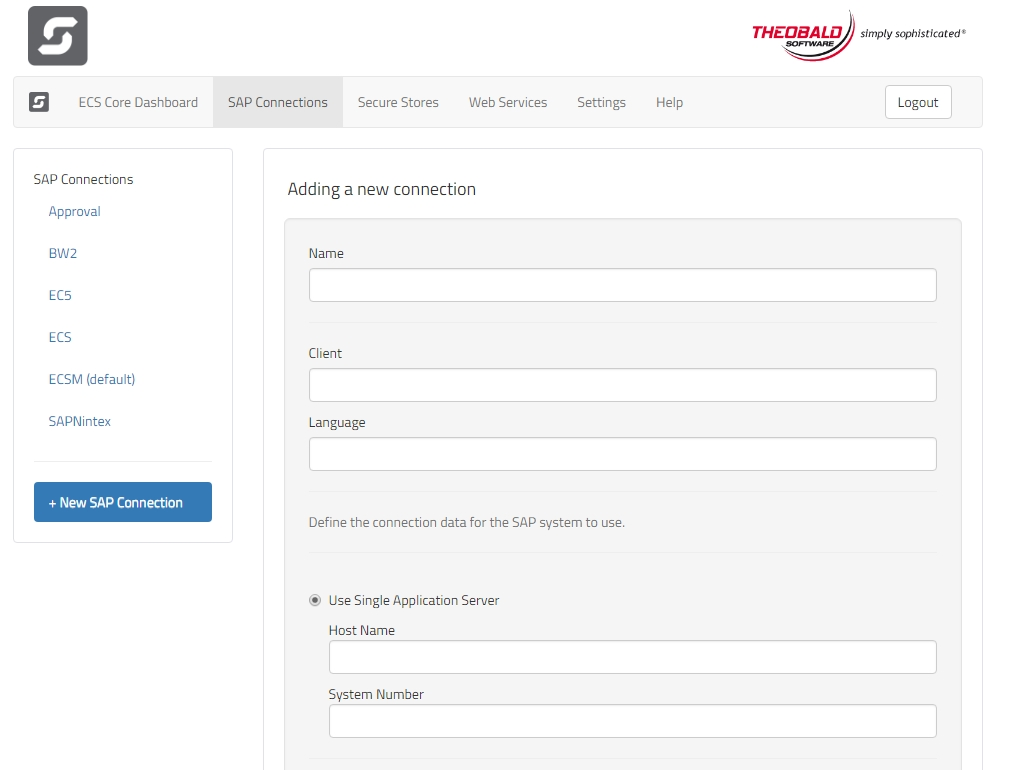 THEOBALD
SOFTWARE
simply sophisticated®
ECS Core Dashboard
SAP Connections
Secure Stores
Web Services
Settings
Help
Logout
SAP Connections
Approval
BW2
EC5
ECS
ECSM (default)
SAPNintex
+ New SAP Connection
Adding a new connection
Name
Client
Language
Define the connection data for the SAP system to use.
Use Single Application Server
Host Name
System Number